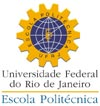 Universidade Federal
do Rio de Janeiro
Escola Politécnica